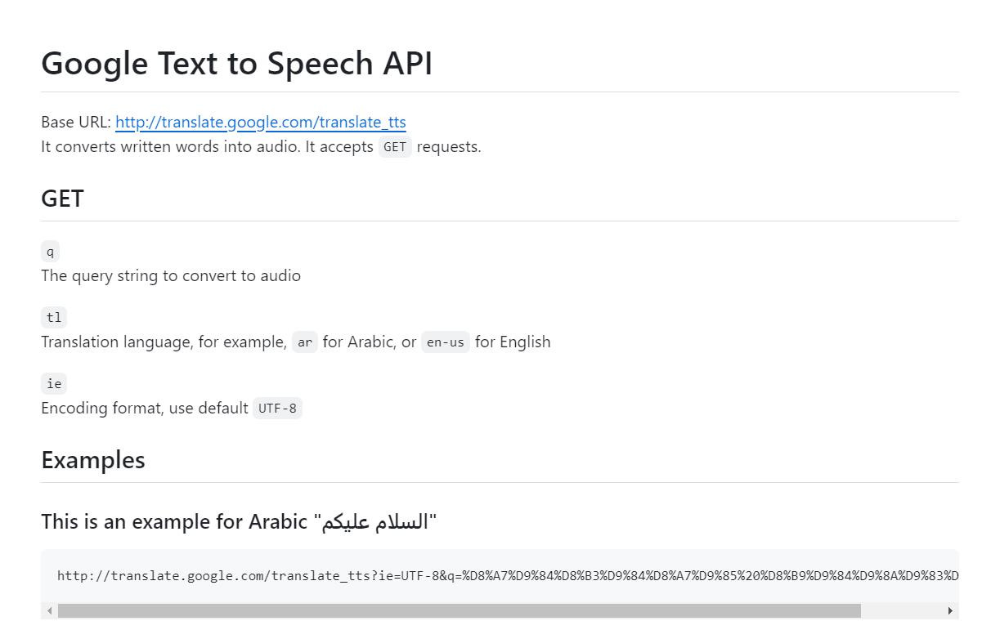 Google Text to Speech API
Base URL: http://translate.google.com/translate_tts
It converts written words into audio. It accepts GET requests.
GET
q
The query string to convert to audio
tl
Translation language, for example, ar for Arabic, or en-us for English
ie
Encoding format, use default UTF-8
Examples
This is an example for Arabic "السلام عليكم"
http://translate.google.com/translate_tts?ie=UTF-8&q=%D8%A7%D9%84%D8%B3%D9%84%D8%A7%D9%85%20%D8%B9%D9%84%D9%8A%D9%83%D